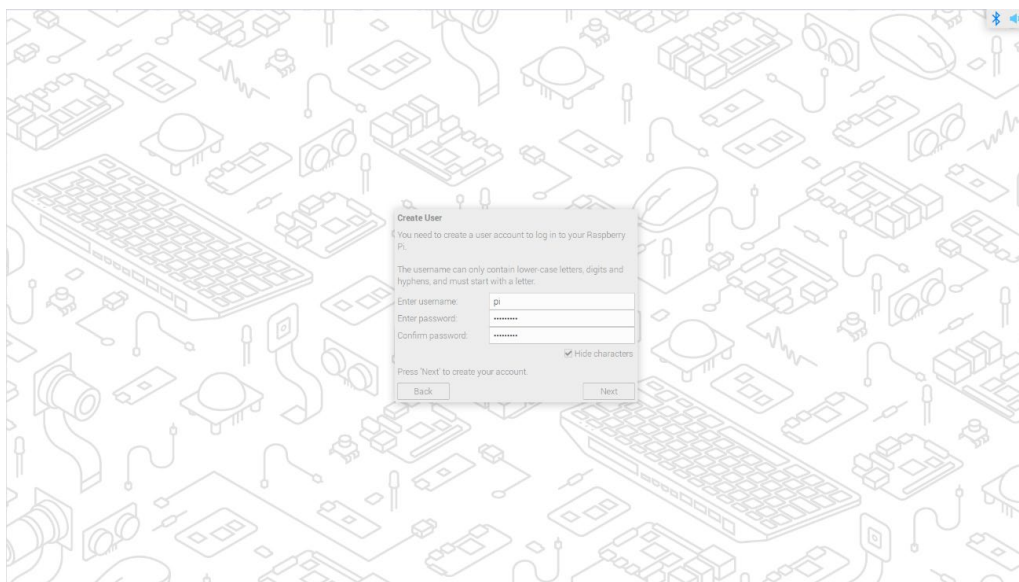 Create User
You need to create a user account to log in to your Raspberry
Pi.
The username can only contain lower-case letters, digits and
hyphens, and must start with a letter.
Enter username:
pi
Enter password:
•••••••••
Confirm password:
•••••••••
Hide characters
Press 'Next' to create your account.
Back
Next